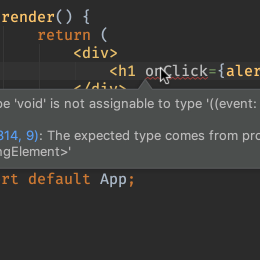 render() {
return (
<div>
<h1 onClick={aler
</div>
pe 'void' is not assignable to type '((event:
314, 9): The expected type comes from pro
ngElement>'
rt default App;